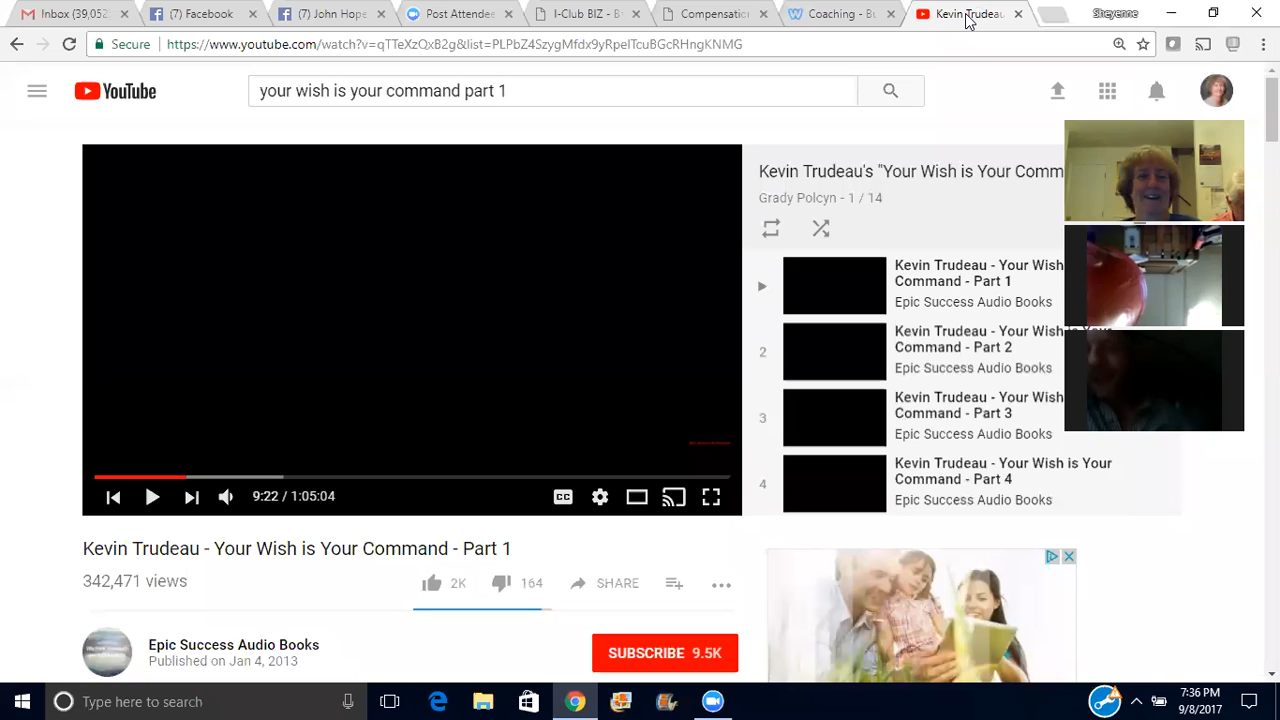 Inbox (39,052
(7) Facebook
(7) John Hope
Post Attendee
I-Club BIZ - B
Compensation
Coaching - Bu
Kevin Trudeau
Sheyenne
Secure https://www.youtube.com/watch?v=qTTeXzQxB2g&list=PLPbZ4SzygMfdx9yRpeITcuBGcRHngKNMG
YouTube
your wish is your command part 1
Kevin Trudeau's "Your Wish is Your Comm
Grady Polcyn - 1 / 14
Kevin Trudeau - Your Wish
Command - Part 1
Epic Success Audio Books
2
Kevin Trudeau - Your Wish is Your
Command - Part 2
Epic Success Audio Books
3
Kevin Trudeau - Your Wish
Command - Part 3
Epic Success Audio Books
4
Kevin Trudeau - Your Wish is Your
Command - Part 4
Epic Success Audio Books
9:22 / 1:05:04
CC
Kevin Trudeau - Your Wish is Your Command - Part 1
342,471 views
2K
164
SHARE
Epic Success Audio Books
Published on Jan 4, 2013
SUBSCRIBE 9.5K
Type here to search
7:36 PM
9/8/2017